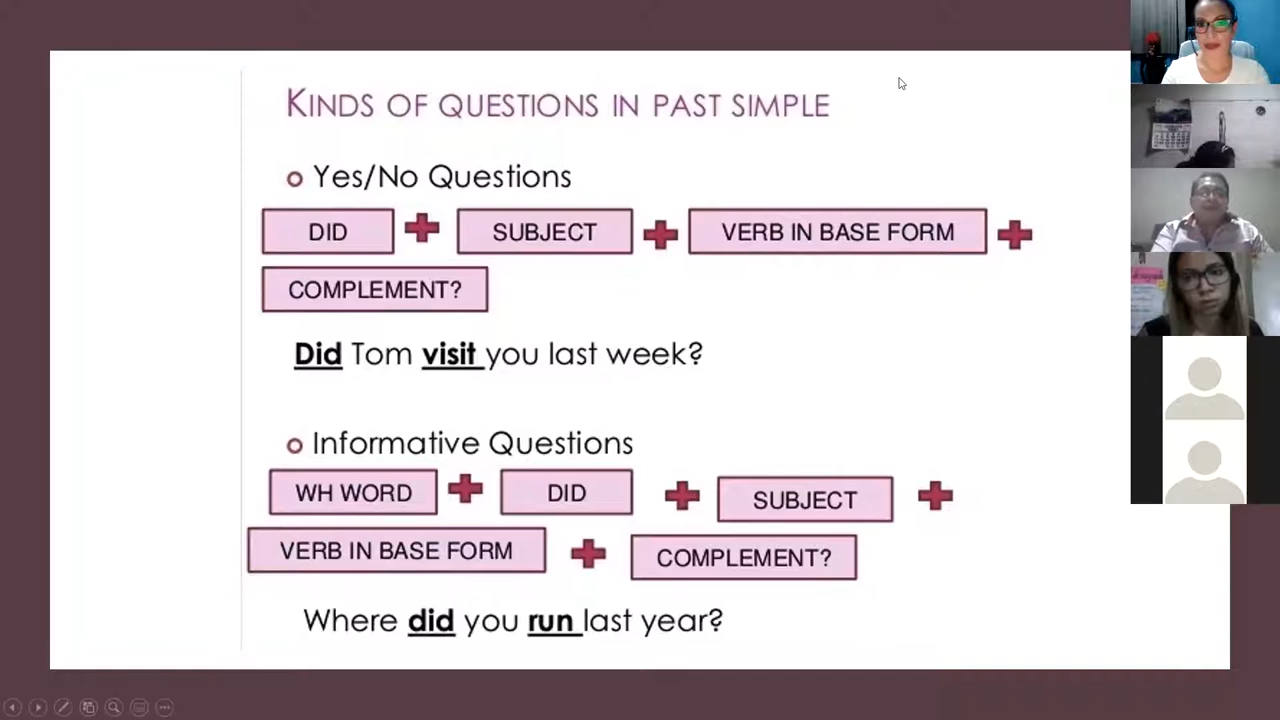 KINDS OF QUESTIONS IN PAST SIMPLE
Yes/No Questions
DID + SUBJECT + VERB IN BASE FORM +
COMPLEMENT?
Did Tom visit you last week?
Informative Questions
WH WORD + DID + SUBJECT +
VERB IN BASE FORM + COMPLEMENT?
Where did you run last year?